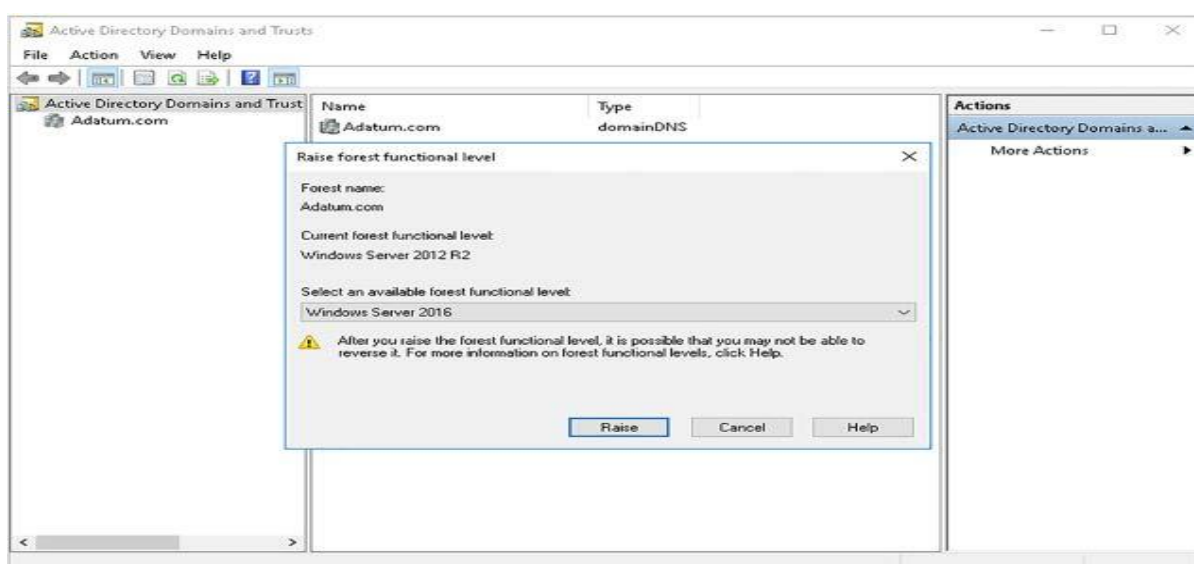 Active Directory Domains and Trusts
File Action View Help
Active Directory Domains and Trust
Adatum.com
Name Type
Adatum.com domainDNS
Actions
Active Directory Domains a...
More Actions
Raise forest functional level
Forest name:
Adatum.com
Current forest functional level:
Windows Server 2012 R2
Select an available forest functional level:
Windows Server 2016
After you raise the forest functional level, it is possible that you may not be able to
reverse it. For more information on forest functional levels, click Help.
Raise Cancel Help